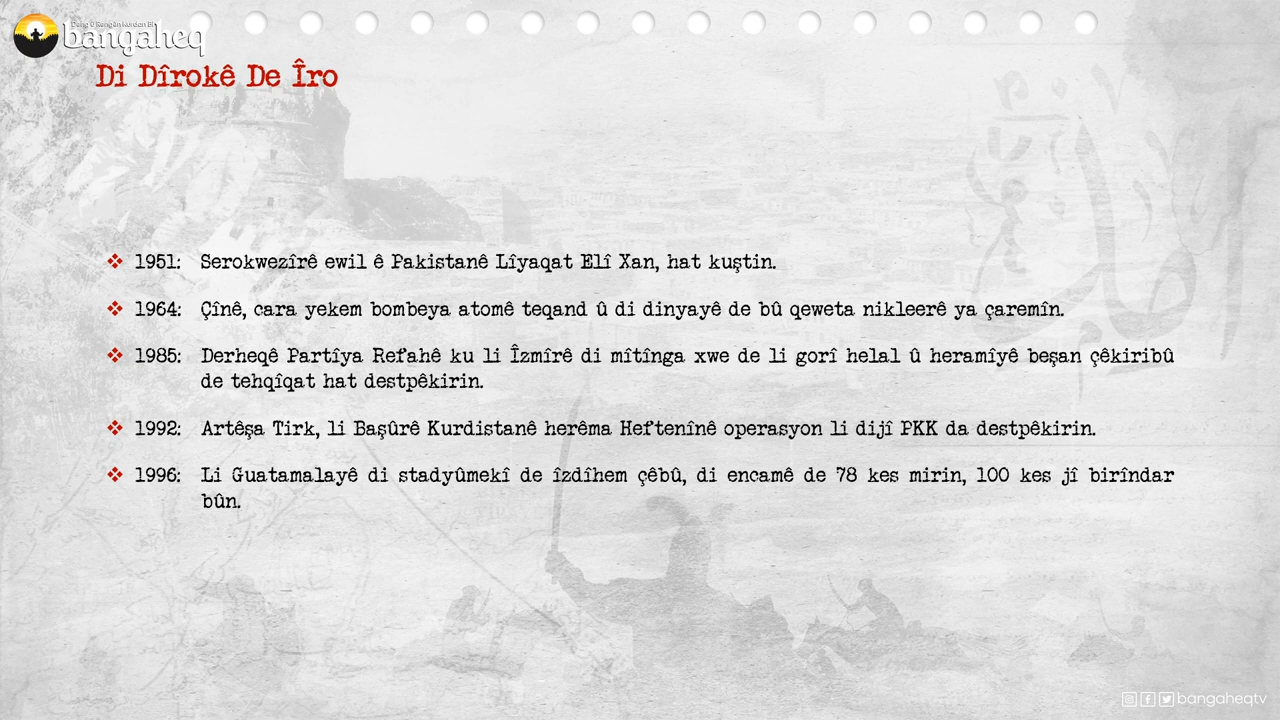 Deng û Rengên Kurdan Bi
bangaheq
Di Dîrokê De Îro
❖ 1951: Serokwezîrê ewil ê Pakistanê Lîyaqat Elî Xan, hat kuştin.
❖ 1964: Çînê, cara yekem bombeya atomê teqand û di dinyayê de bû qeweta nikleerê ya çaremîn.
❖ 1985: Derheqê Partîya Refahê ku li Îzmîrê di mîtînga xwe de li gorî helal û heramîyê beşan çêkiribû
de tehqîqat hat destpêkirin.
❖ 1992: Artêşa Tirk, li Başûrê Kurdistanê herêma Heftenînê operasyon li dijî PKK da destpêkirin.
❖ 1996: Li Guatamalayê di stadyûmekî de îzdîhem çêbû, di encamê de 78 kes mirin, 100 kes jî birîndar
bûn.
bangaheqtv